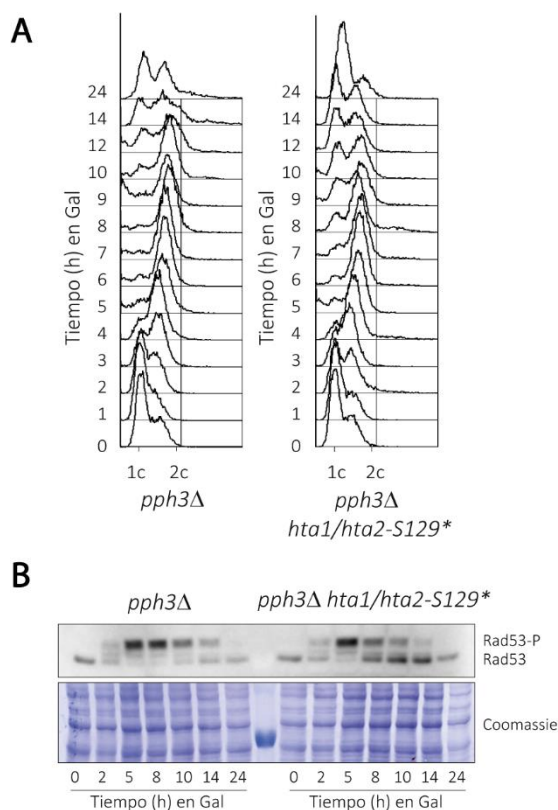 A
Tiempo (h) en Gal
24
14
12
10
9
8
7
6
5
4
3
2
1
0
1c 2c
pph3Δ
Tiempo (h) en Gal
24
14
12
10
9
8
7
6
5
4
3
2
1
0
1c 2c
pph3Δ
hta1/hta2-S129*
B
pph3Δ pph3Δ hta1/hta2-S129*
Rad53-P
Rad53
Coomassie
0 2 5 8 10 14 24 0 2 5 8 10 14 24
Tiempo (h) en Gal Tiempo (h) en Gal